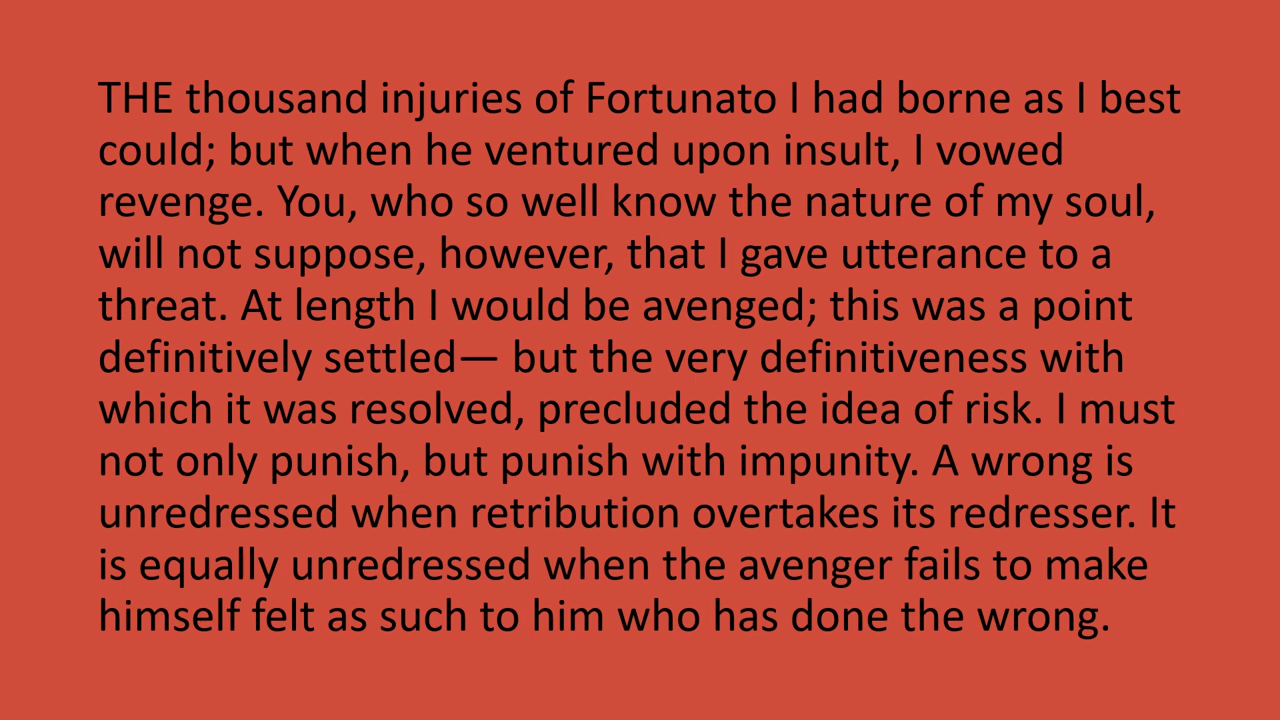 THE thousand injuries of Fortunato I had borne as I best
could; but when he ventured upon insult, I vowed
revenge. You, who so well know the nature of my soul,
will not suppose, however, that I gave utterance to a
threat. At length I would be avenged; this was a point
definitively settled— but the very definitiveness with
which it was resolved, precluded the idea of risk. I must
not only punish, but punish with impunity. A wrong is
unredressed when retribution overtakes its redresser. It
is equally unredressed when the avenger fails to make
himself felt as such to him who has done the wrong.